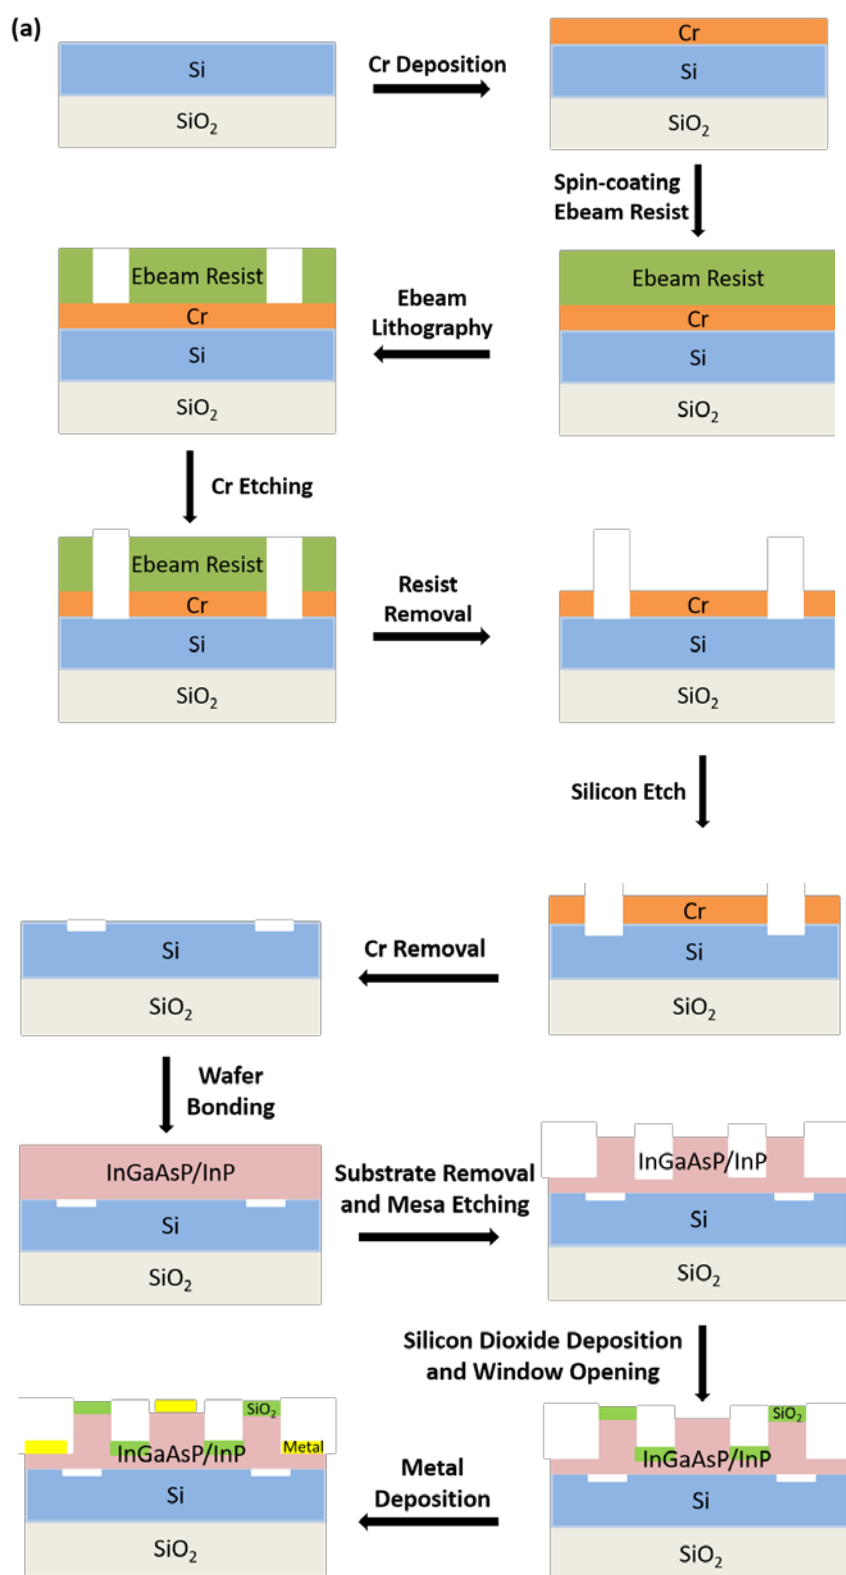 (a)
Si
SiO₂
Cr Deposition
Cr
Si
SiO₂
Spin-coating
Ebeam Resist
Ebeam Resist
Cr
Si
SiO₂
Ebeam
Lithography
Ebeam Resist
Cr
Si
SiO₂
Cr Etching
Ebeam Resist
Cr
Si
SiO₂
Resist
Removal
Cr
Si
SiO₂
Silicon Etch
Cr
Si
SiO₂
Cr Removal
Si
SiO₂
Wafer
Bonding
InGaAsP/InP
Si
SiO₂
Substrate Removal
and Mesa Etching
InGaAsP/InP
Si
SiO₂
Silicon Dioxide Deposition
and Window Opening
SiO₂
InGaAsP/InP
Si
SiO₂
Metal
Deposition
SiO₂
Metal
InGaAsP/InP
Si
SiO₂